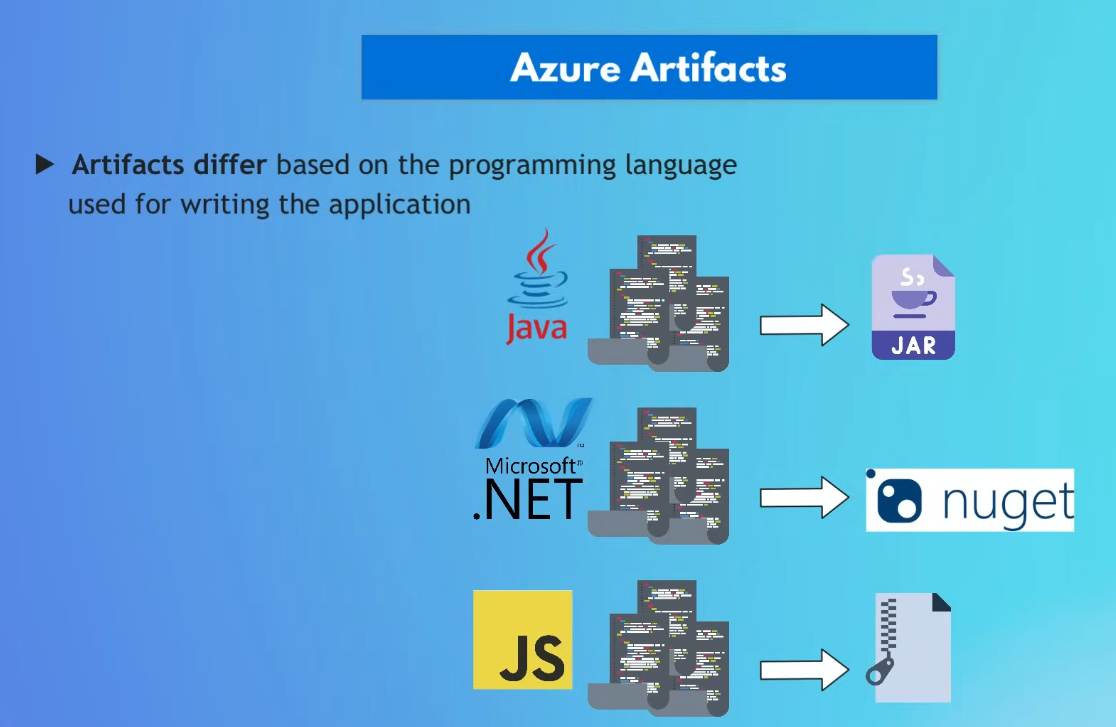 Azure Artifacts
▶ Artifacts differ based on the programming language
used for writing the application
Java
JAR
Microsoft®
.NET
nuget
JS